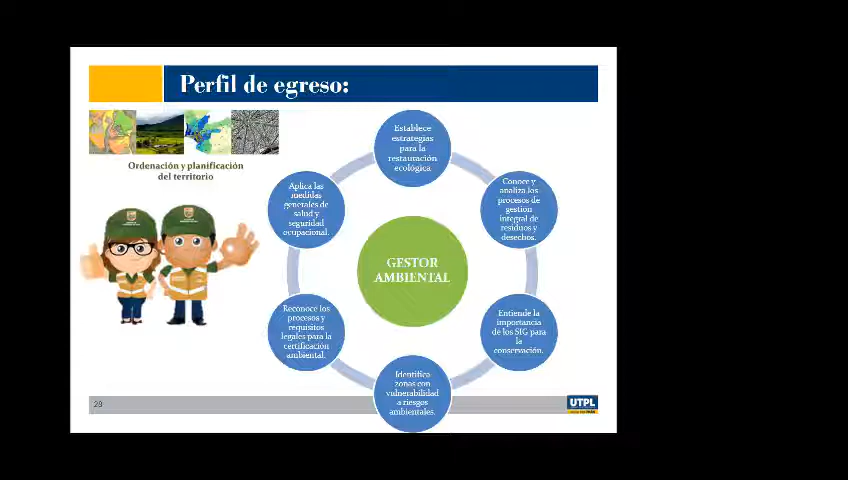 Perfil de egreso:
Ordenación y planificación
del territorio
Establece
estrategias
para la
restauración
ecológica
Conoce y
analiza los
procesos de
gestión
integral de
residuos y
desechos.
Entiende la
importancia
de los SIG para
la
conservación.
Identifica
zonas con
vulnerabilidad
a riesgos
ambientales.
Reconoce los
procesos y
requisitos
legales para la
certificación
ambiental.
Aplica las
medidas
generales de
salud y
seguridad
ocupacional.
GESTOR
AMBIENTAL
28
UTPL